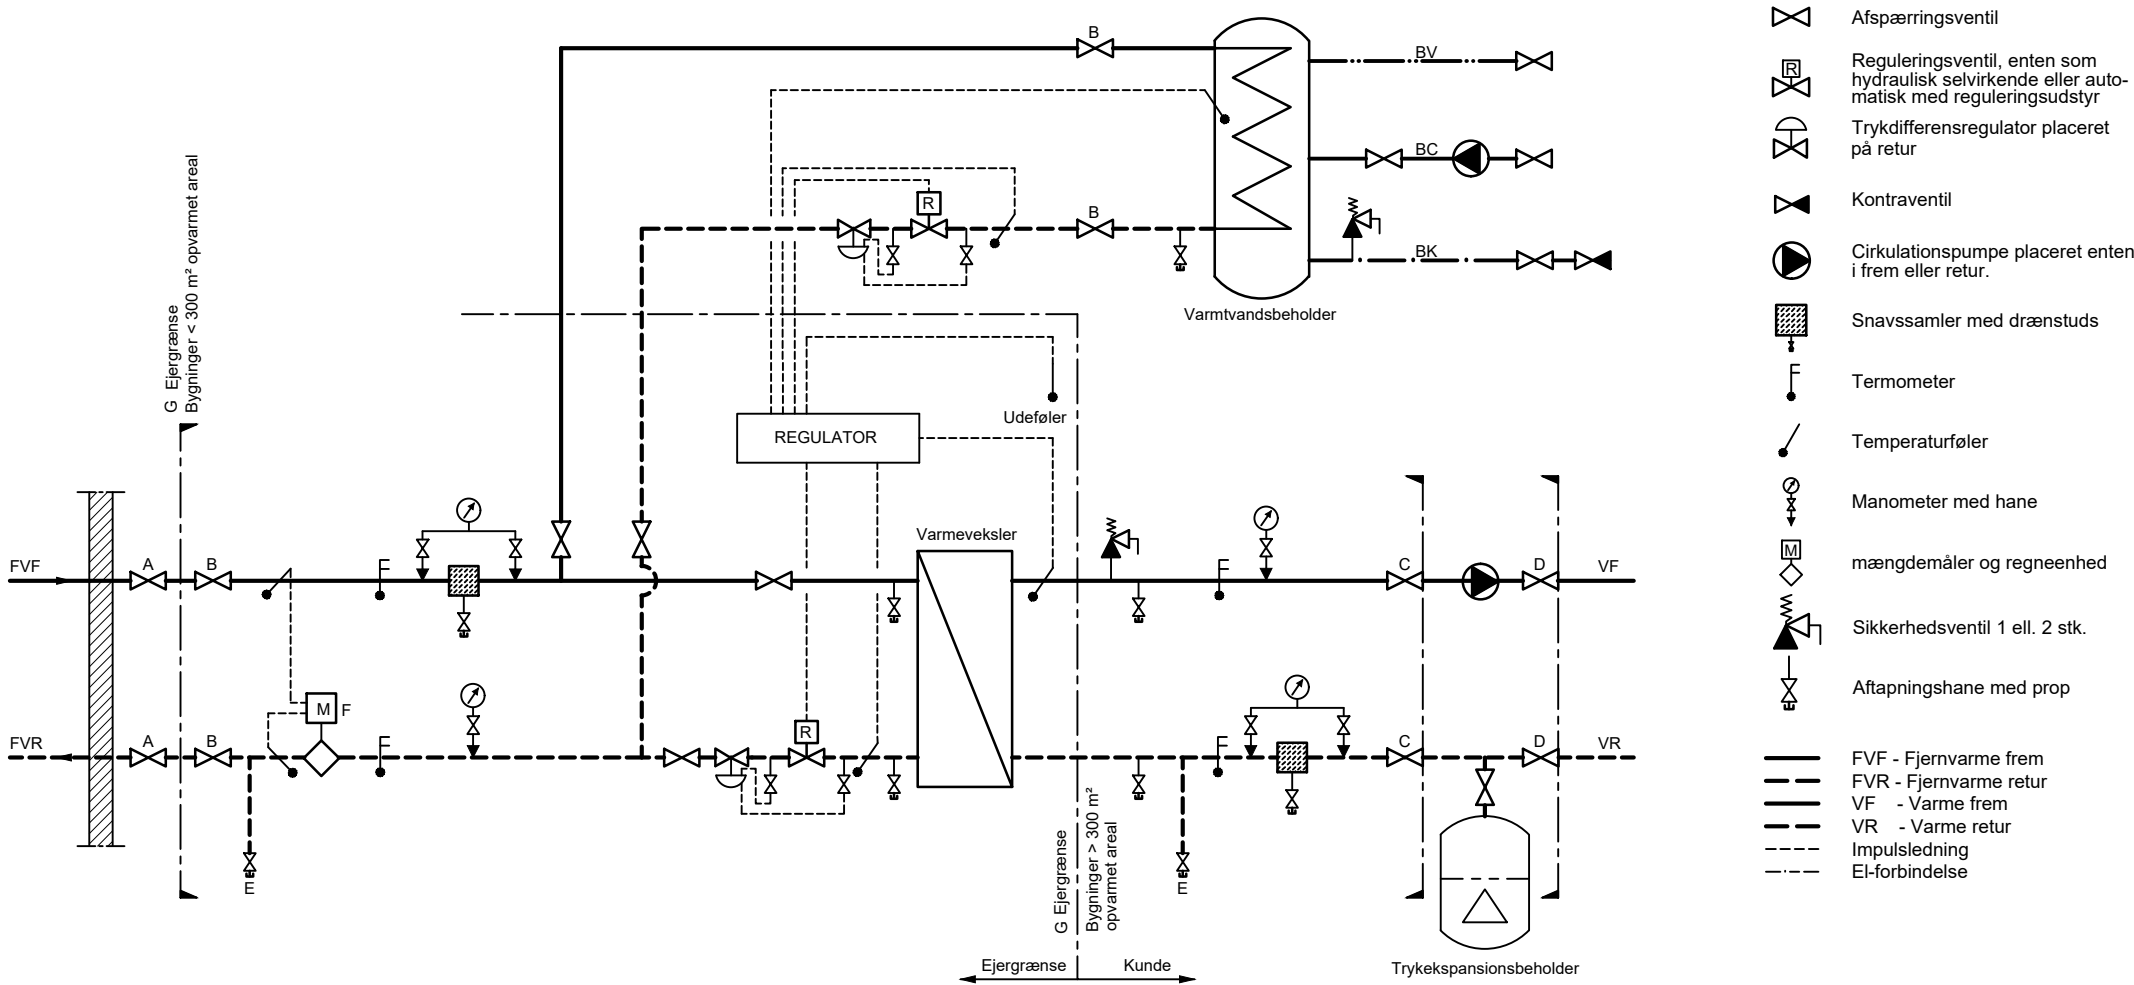 B
BV
R
BC
B
BK
Varmtvandsbeholder
G Ejergrænse
Bygninger < 300 m² opvarmet areal
Udeføler
REGULATOR
Varmeveksler
FVF
A
B
F
F
C
D
VF
M
F
FVR
A
B
F
R
F
C
D
VR
E
E
G Ejergrænse
Bygninger > 300 m²
opvarmet areal
Ejergrænse
Kunde
Trykekspansionsbeholder
Afspærringsventil
R
Reguleringsventil, enten som
hydraulisk selvirkende eller auto-
matisk med reguleringsudstyr
Trykdifferensregulator placeret
på retur
Kontraventil
Cirkulationspumpe placeret enten
i frem eller retur.
Snavssamler med drænstuds
F
Termometer
Temperaturføler
Manometer med hane
M
mængdemåler og regneenhed
Sikkerhedsventil 1 ell. 2 stk.
Aftapningshane med prop
FVF - Fjernvarme frem
FVR - Fjernvarme retur
VF - Varme frem
VR - Varme retur
Impulsledning
El-forbindelse